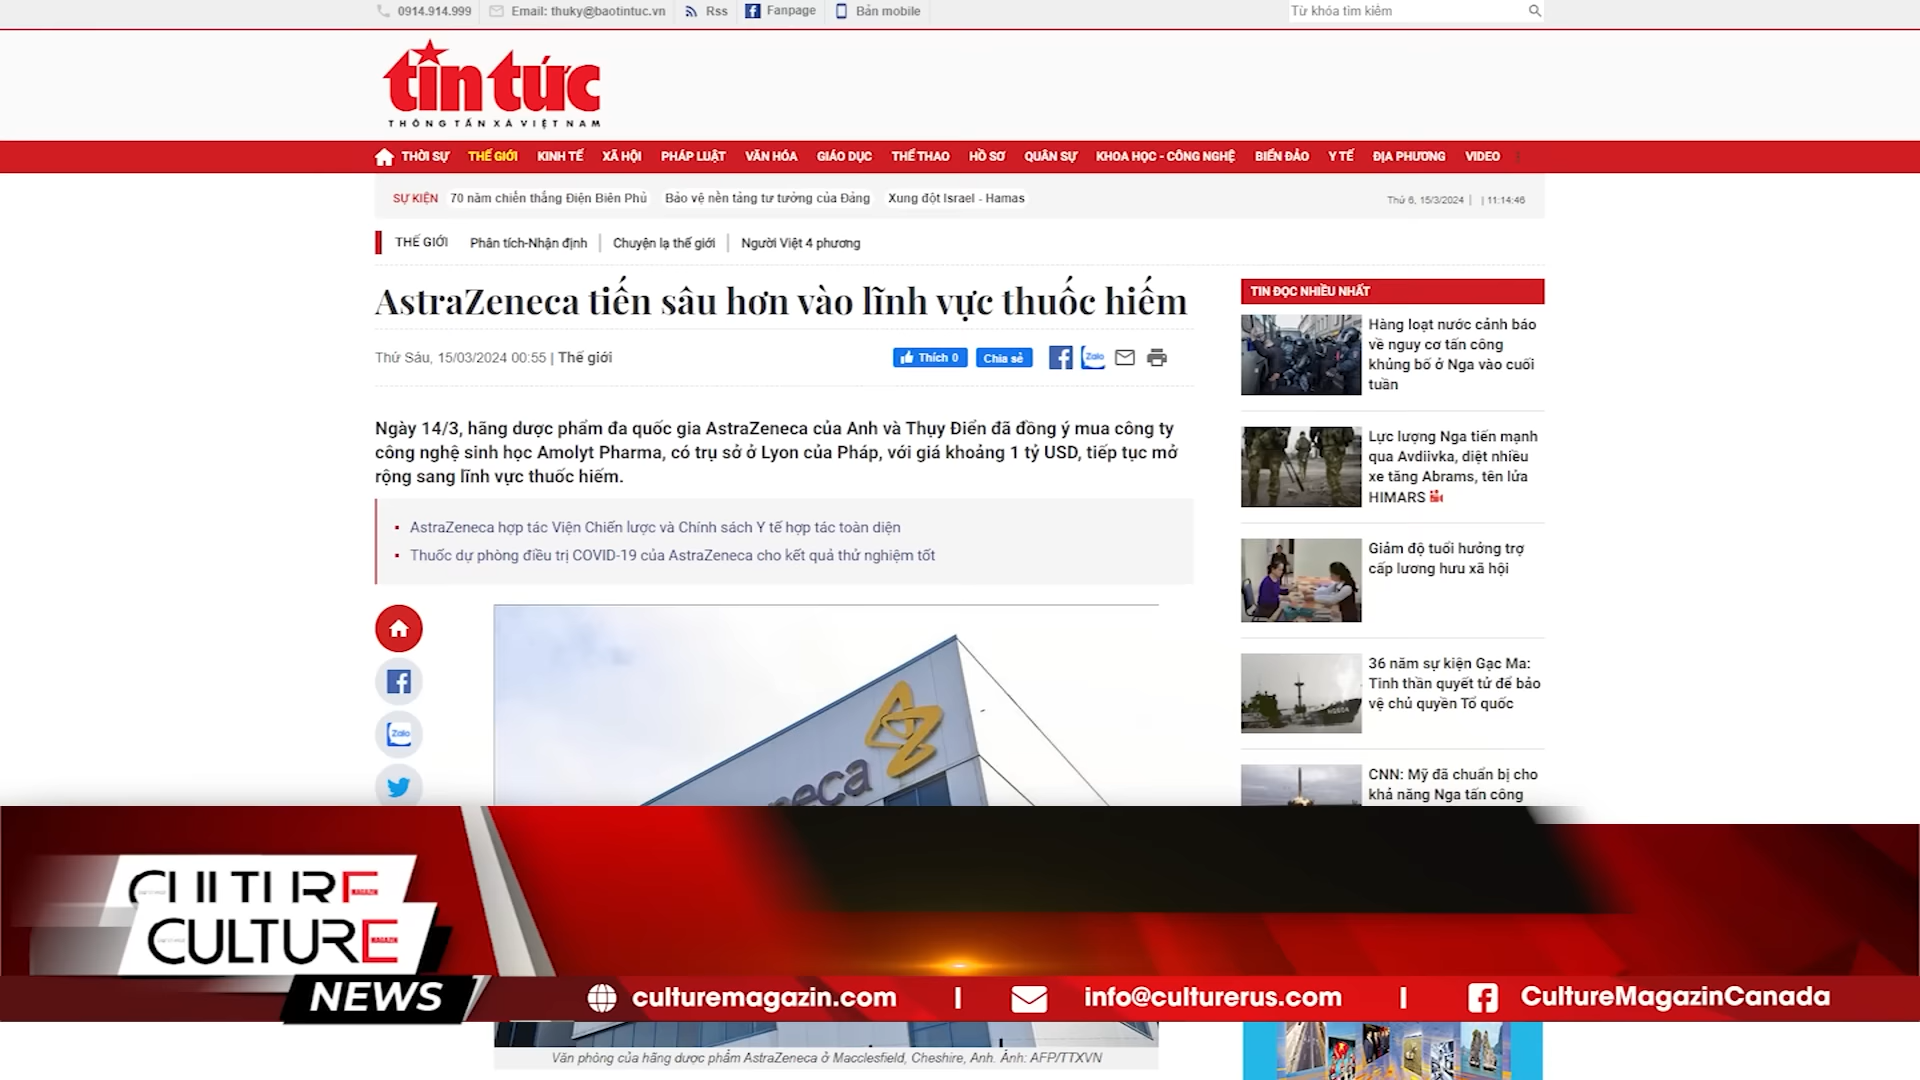 0914.914.999
Email: thuky@baotintuc.vn
Rss
Fanpage
Bản mobile
Từ khóa tìm kiếm
tin tức
THÔNG TẤN XÃ VIỆT NAM
THỜI SỰ THẾ GIỚI KINH TẾ XÃ HỘI PHÁP LUẬT VĂN HÓA GIÁO DỤC THỂ THAO HỒ SƠ QUÂN SỰ KHOA HỌC - CÔNG NGHỆ BIỂN ĐẢO Y TẾ ĐỊA PHƯƠNG VIDEO
SỰ KIỆN 70 năm chiến thắng Điện Biên Phủ Bảo vệ nền tảng tư tưởng của Đảng Xung đột Israel - Hamas
Thứ 6, 15/3/2024 | | 11:14:46
THẾ GIỚI Phân tích-Nhận định | Chuyện lạ thế giới | Người Việt 4 phương
AstraZeneca tiến sâu hơn vào lĩnh vực thuốc hiếm
Thứ Sáu, 15/03/2024 00:55 | Thế giới
Thích 0
Chia sẻ
Zalo
Ngày 14/3, hãng dược phẩm đa quốc gia AstraZeneca của Anh và Thụy Điển đã đồng ý mua công ty
công nghệ sinh học Amolyt Pharma, có trụ sở ở Lyon của Pháp, với giá khoảng 1 tỷ USD, tiếp tục mở
rộng sang lĩnh vực thuốc hiếm.
AstraZeneca hợp tác Viện Chiến lược và Chính sách Y tế hợp tác toàn diện
Thuốc dự phòng điều trị COVID-19 của AstraZeneca cho kết quả thử nghiệm tốt
Zalo
neca
Văn phòng của hãng dược phẩm AstraZeneca ở Macclesfield, Cheshire, Anh. Ảnh: AFP/TTXVN
TIN ĐỌC NHIỀU NHẤT
Hàng loạt nước cảnh báo
về nguy cơ tấn công
khủng bố ở Nga vào cuối
tuần
Lực lượng Nga tiến mạnh
qua Avdiivka, diệt nhiều
xe tăng Abrams, tên lửa
HIMARS
Giảm độ tuổi hưởng trợ
cấp lương hưu xã hội
36 năm sự kiện Gạc Ma:
Tinh thần quyết tử để bảo
vệ chủ quyền Tổ quốc
CNN: Mỹ đã chuẩn bị cho
khả năng Nga tấn công
CULTURE
CULTURE
MAGAZIN
NEWS
culturemagazin.com | info@culturerus.com | CultureMagazinCanada